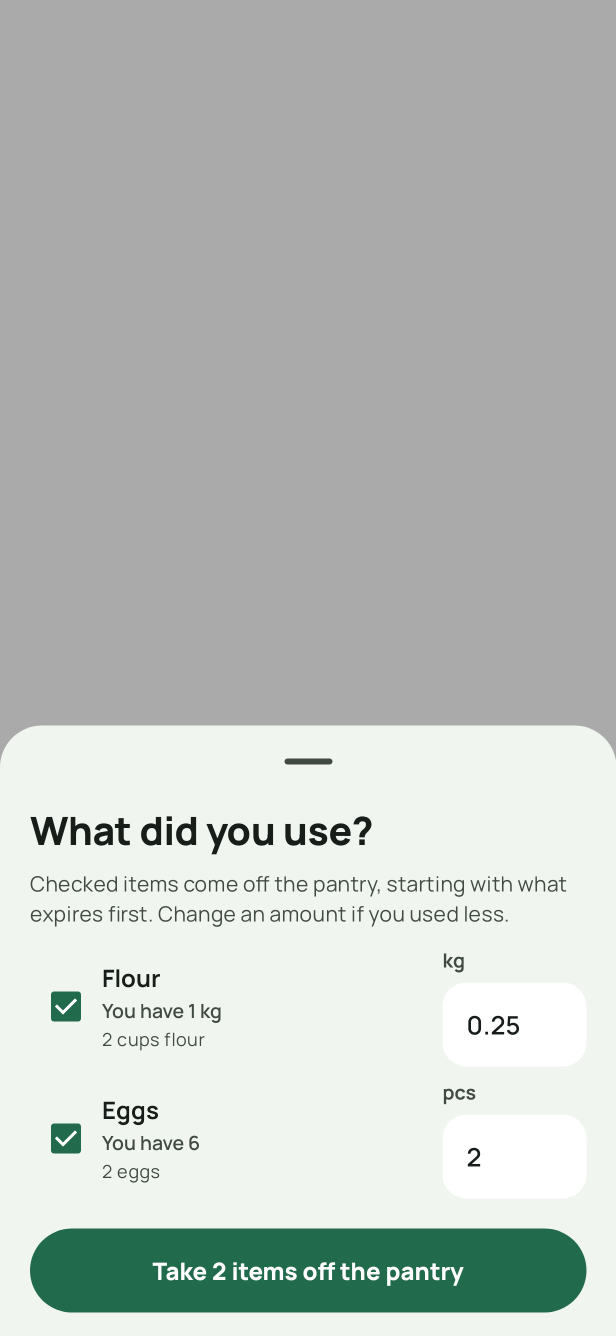 What did you use?
Checked items come off the pantry, starting with what
expires first. Change an amount if you used less.
Flour
You have 1 kg
2 cups flour
kg
0.25
Eggs
You have 6
2 eggs
pcs
2
Take 2 items off the pantry